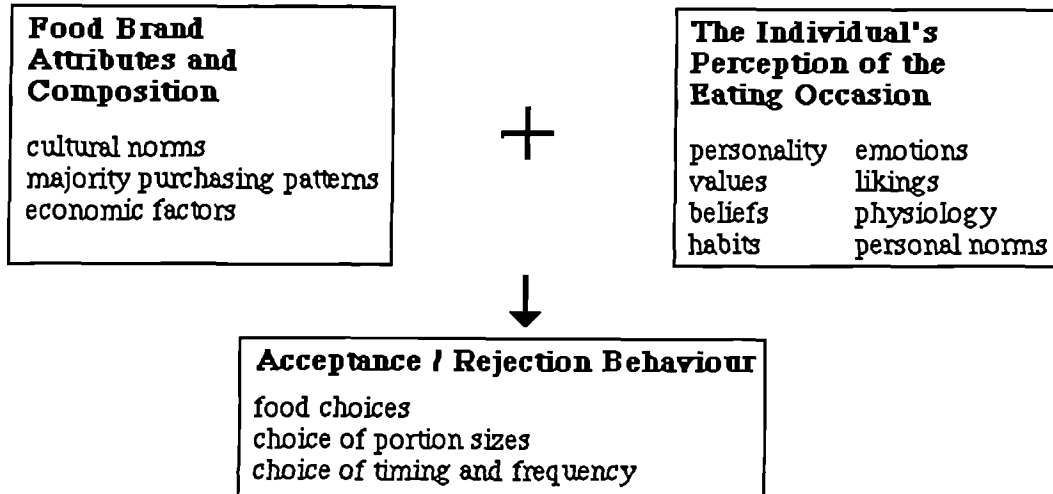 Food Brand
Attributes and
Composition
cultural norms
majority purchasing patterns
economic factors
+
The Individual's
Perception of the
Eating Occasion
personality emotions
values likings
beliefs physiology
habits personal norms
Acceptance / Rejection Behaviour
food choices
choice of portion sizes
choice of timing and frequency